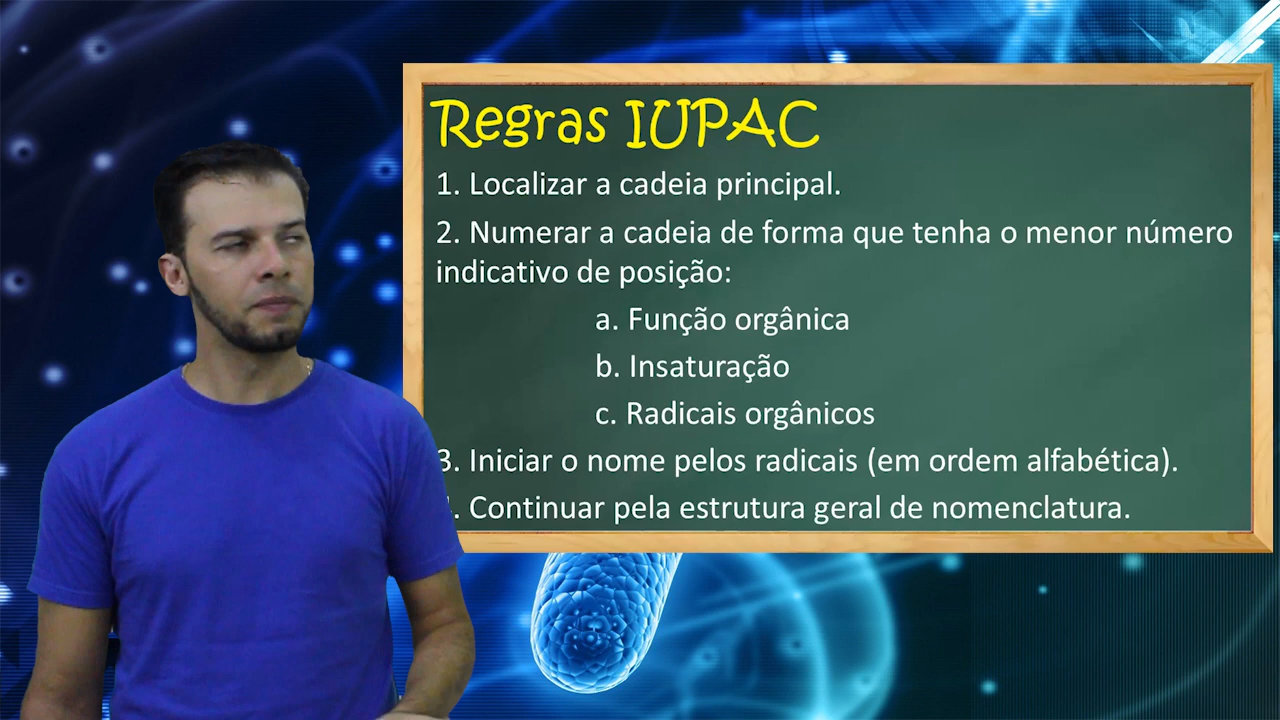 Regras IUPAC
1. Localizar a cadeia principal.
2. Numerar a cadeia de forma que tenha o menor número
indicativo de posição:
a. Função orgânica
b. Insaturação
c. Radicais orgânicos
3. Iniciar o nome pelos radicais (em ordem alfabética).
. Continuar pela estrutura geral de nomenclatura.